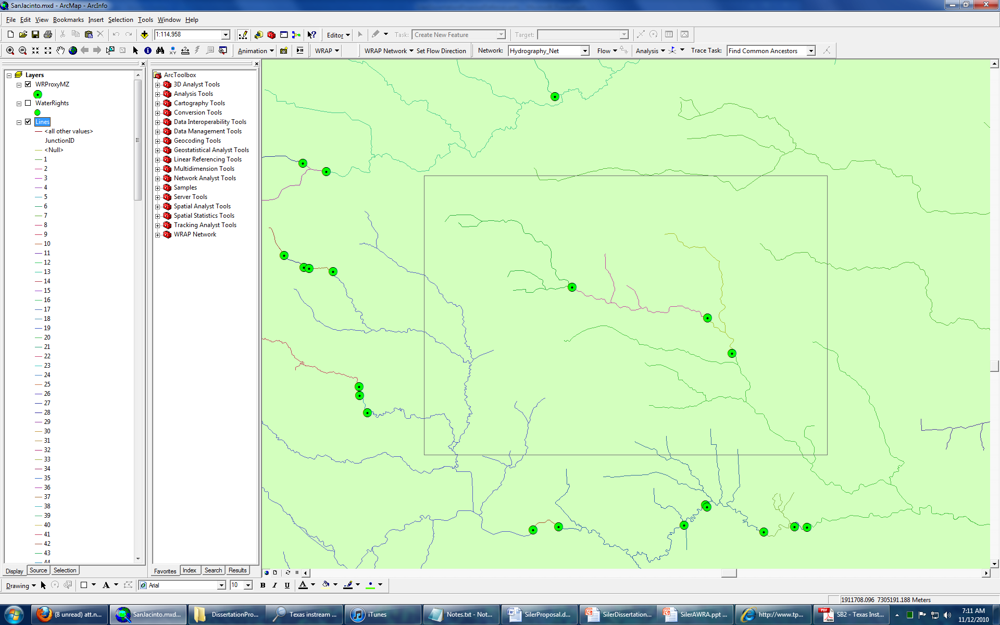 SanJacinto.mxd - ArcMap - ArcInfo
File Edit View Bookmarks Insert Selection Tools Window Help
1:114,958 Editor Task: Create New Feature Target:
Animation WRAP WRAP Network Set Flow Direction Network: Hydrography_Net Flow Analysis Trace Task: Find Common Ancestors
Layers
WRProxyMZ
WaterRights
Lines
<all other values>
JunctionID
<Null>
1
2
3
4
5
6
7
8
9
10
11
12
13
14
15
16
17
18
19
20
21
22
23
24
25
26
27
28
29
30
31
32
33
34
35
36
37
38
39
40
41
42
43
44
Display Source Selection
ArcToolbox
3D Analyst Tools
Analysis Tools
Cartography Tools
Conversion Tools
Data Interoperability Tools
Data Management Tools
Geocoding Tools
Geostatistical Analyst Tools
Linear Referencing Tools
Multidimension Tools
Network Analyst Tools
Samples
Server Tools
Spatial Analyst Tools
Spatial Statistics Tools
Tracking Analyst Tools
WRAP Network
Favorites Index Search Results
Drawing A Arial 10 B I U A
1911708.096 7305191.188 Meters
(8 unread) att.n... SanJacinto.mxd... DissertationPro... Texas instream ... iTunes Notes.txt - Not... SilerProposal.d... SilerDissertation... SilerAWRA.ppt ... http://www.tp... SB2 - Texas Inst...
7:11 AM
11/12/2010